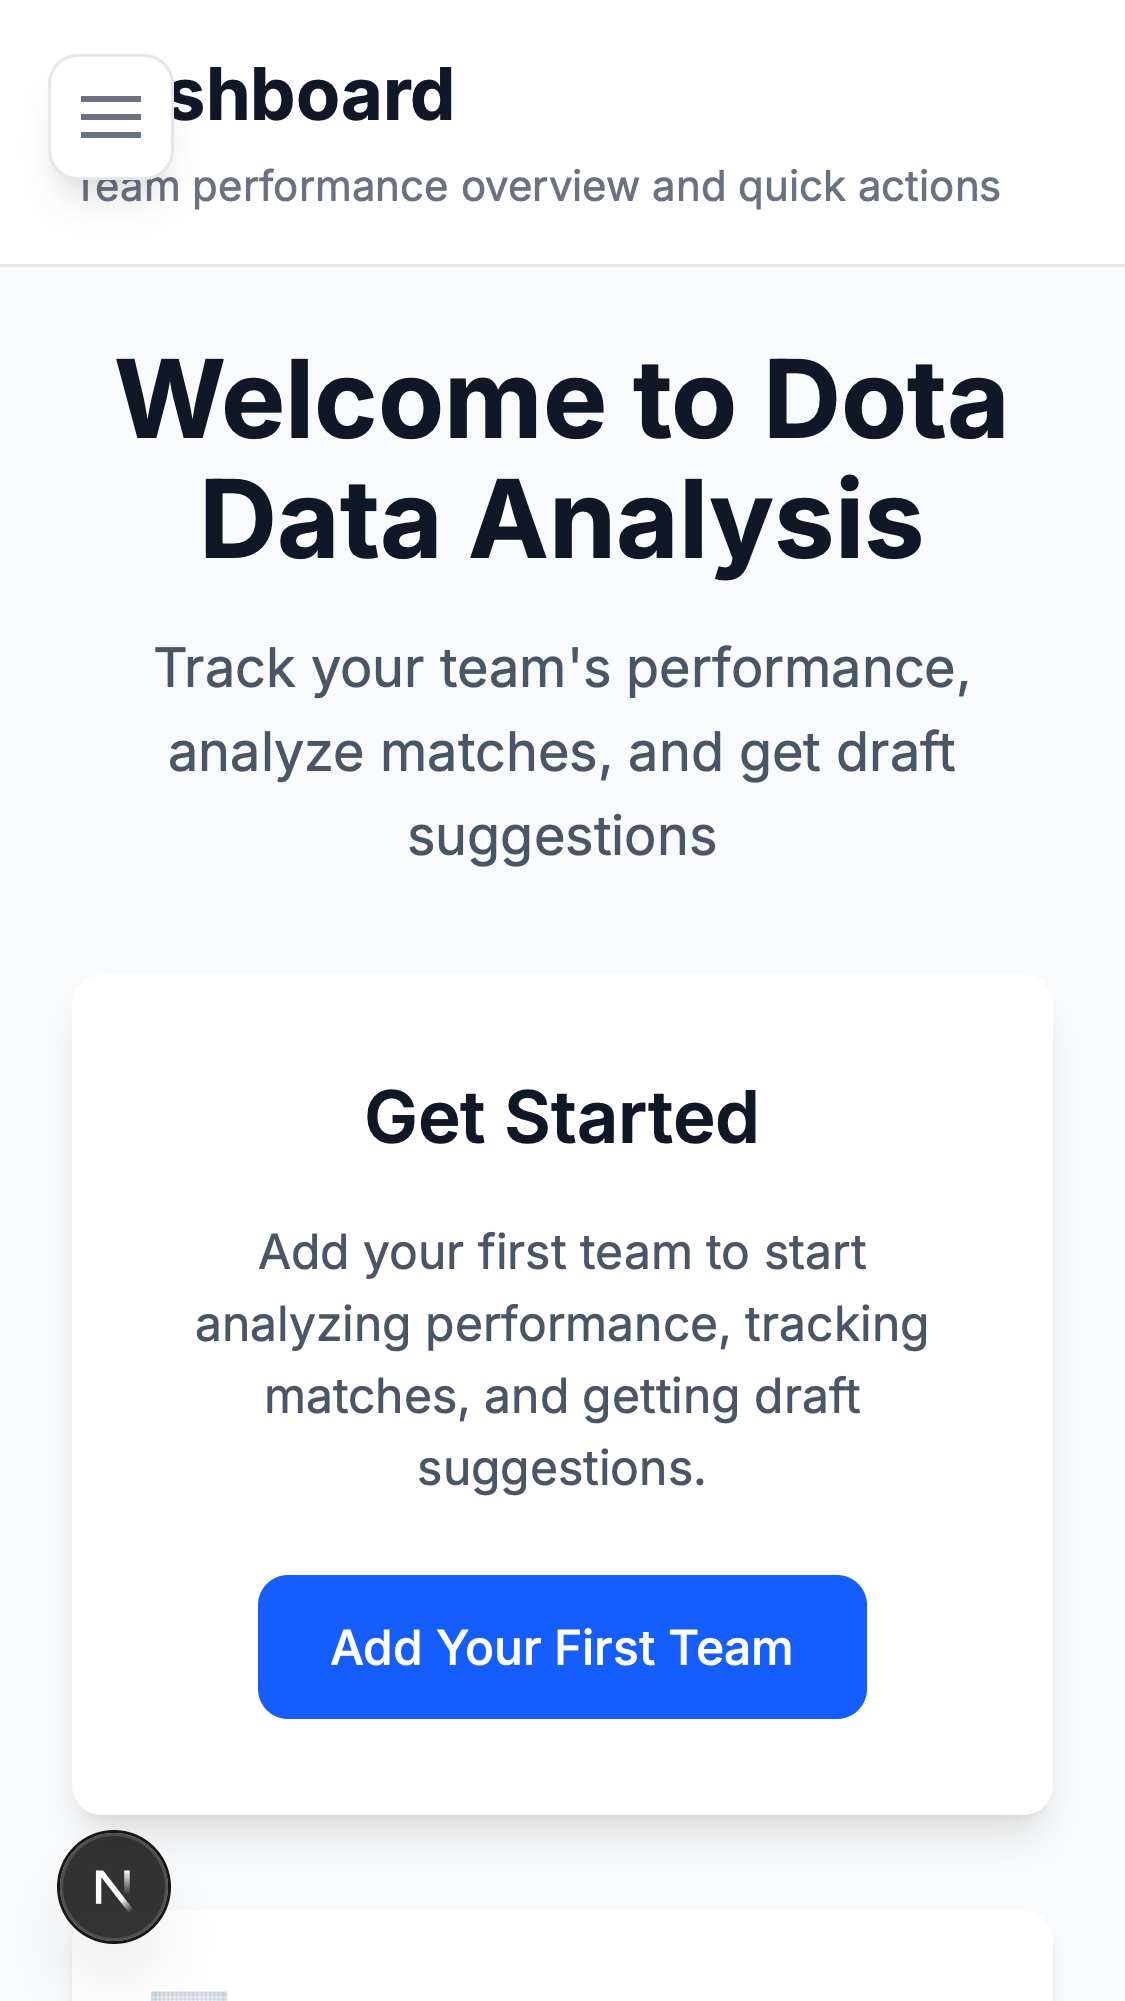 shboard
Team performance overview and quick actions
Welcome to Dota
Data Analysis
Track your team's performance,
analyze matches, and get draft
suggestions
Get Started
Add your first team to start
analyzing performance, tracking
matches, and getting draft
suggestions.
Add Your First Team
N